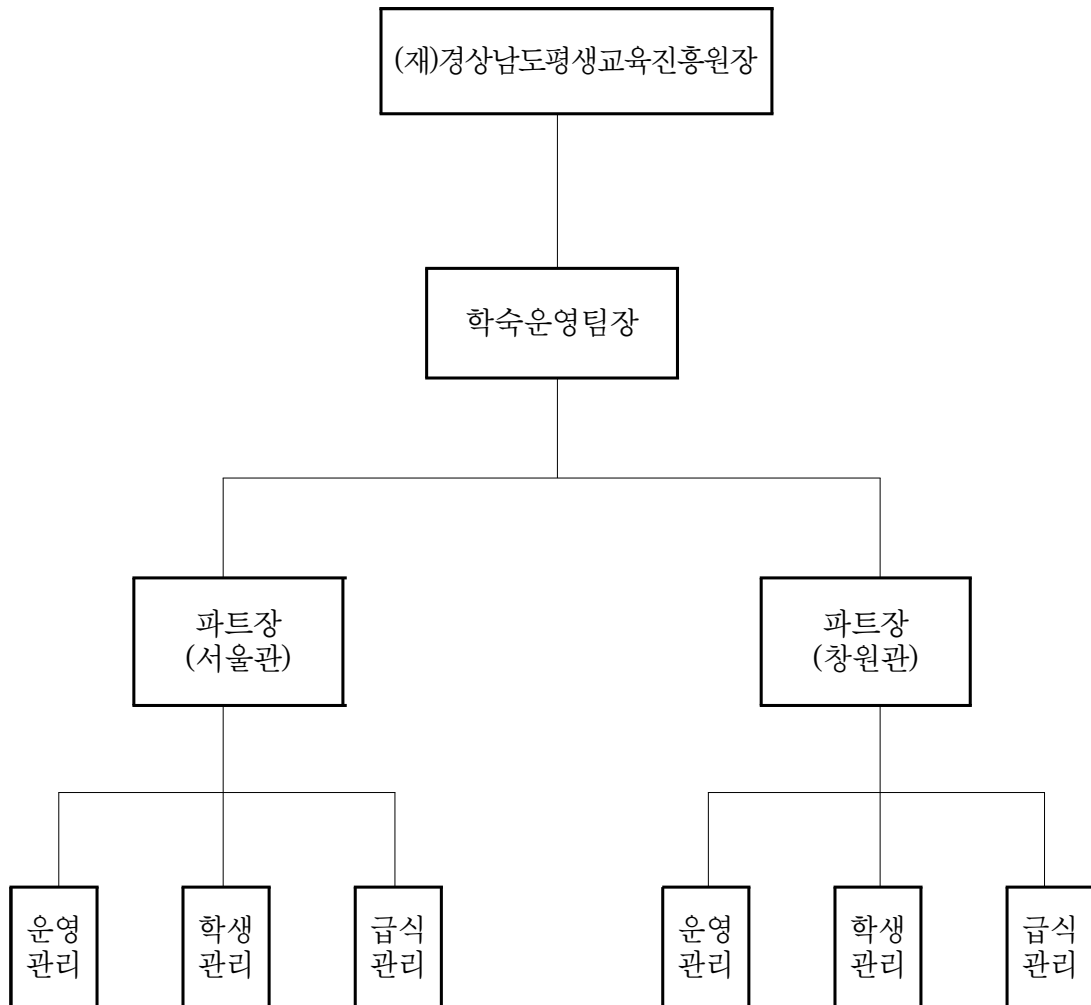 (재)경상남도평생교육진흥원장
학숙운영팀장
파트장
(서울관)
파트장
(창원관)
운영
관리
학생
관리
급식
관리
운영
관리
학생
관리
급식
관리